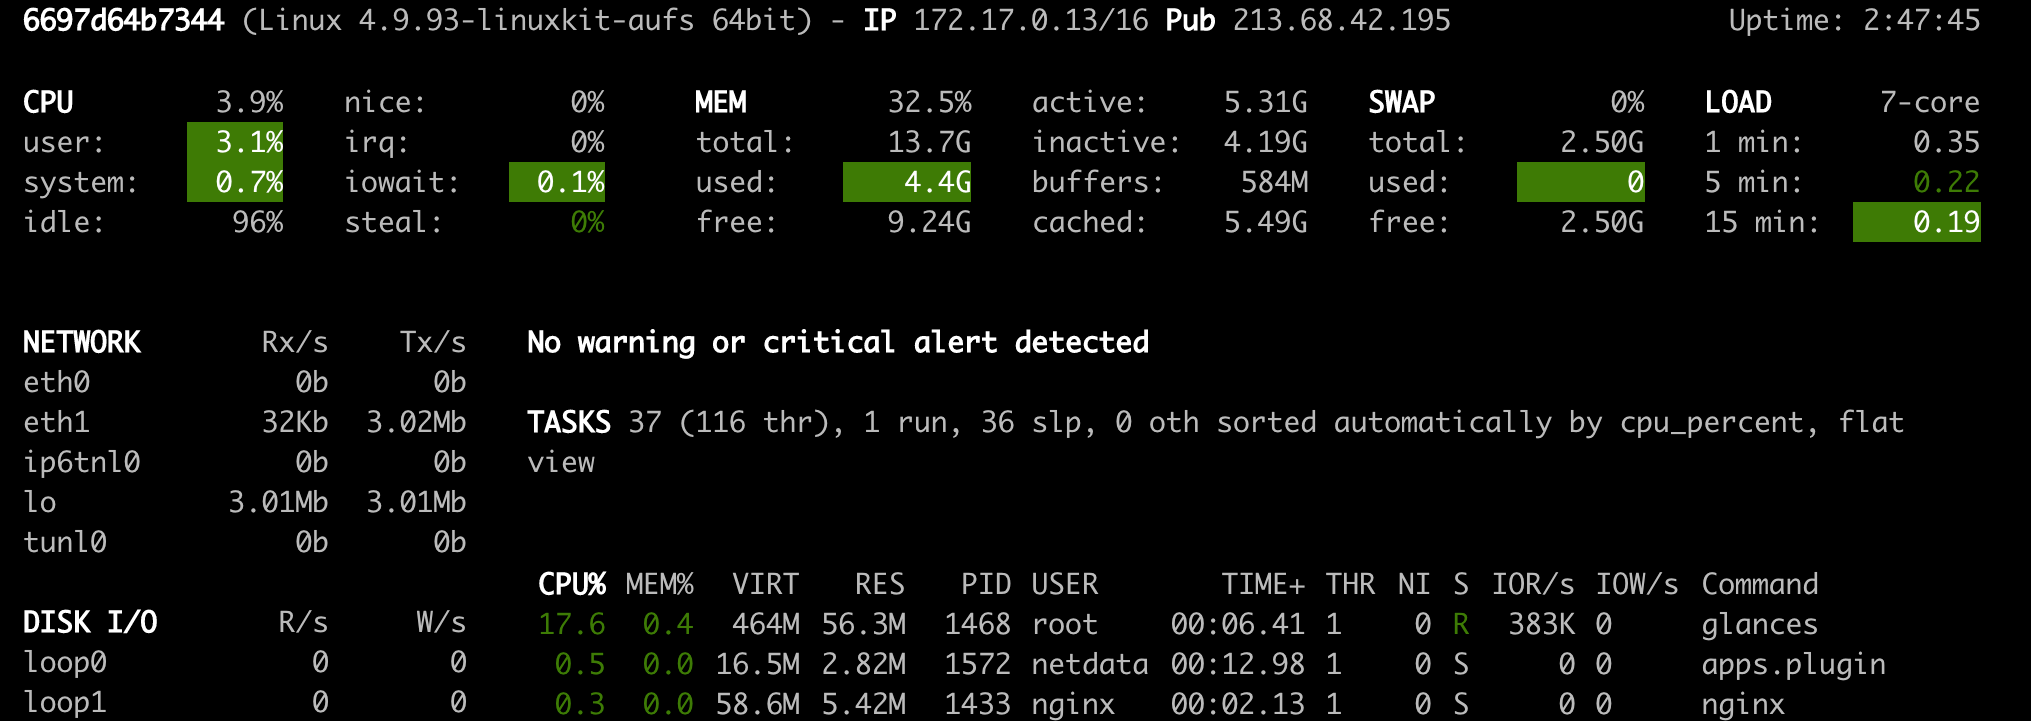 6697d64b7344 (Linux 4.9.93-linuxkit-aufs 64bit) - IP 172.17.0.13/16 Pub 213.68.42.195 Uptime: 2:47:45
CPU 3.9% nice: 0% MEM 32.5% active: 5.31G SWAP 0% LOAD 7-core
user: 3.1% irq: 0% total: 13.7G inactive: 4.19G total: 2.50G 1 min: 0.35
system: 0.7% iowait: 0.1% used: 4.4G buffers: 584M used: 0 5 min: 0.22
idle: 96% steal: 0% free: 9.24G cached: 5.49G free: 2.50G 15 min: 0.19
NETWORK Rx/s Tx/s No warning or critical alert detected
eth0 0b 0b
eth1 32Kb 3.02Mb TASKS 37 (116 thr), 1 run, 36 slp, 0 oth sorted automatically by cpu_percent, flat
ip6tnl0 0b 0b view
lo 3.01Mb 3.01Mb
tunl0 0b 0b
CPU% MEM% VIRT RES PID USER TIME+ THR NI S IOR/s IOW/s Command
DISK I/O R/s W/s 17.6 0.4 464M 56.3M 1468 root 00:06.41 1 0 R 383K 0 glances
loop0 0 0 0.5 0.0 16.5M 2.82M 1572 netdata 00:12.98 1 0 S 0 0 apps.plugin
loop1 0 0 0.3 0.0 58.6M 5.42M 1433 nginx 00:02.13 1 0 S 0 0 nginx